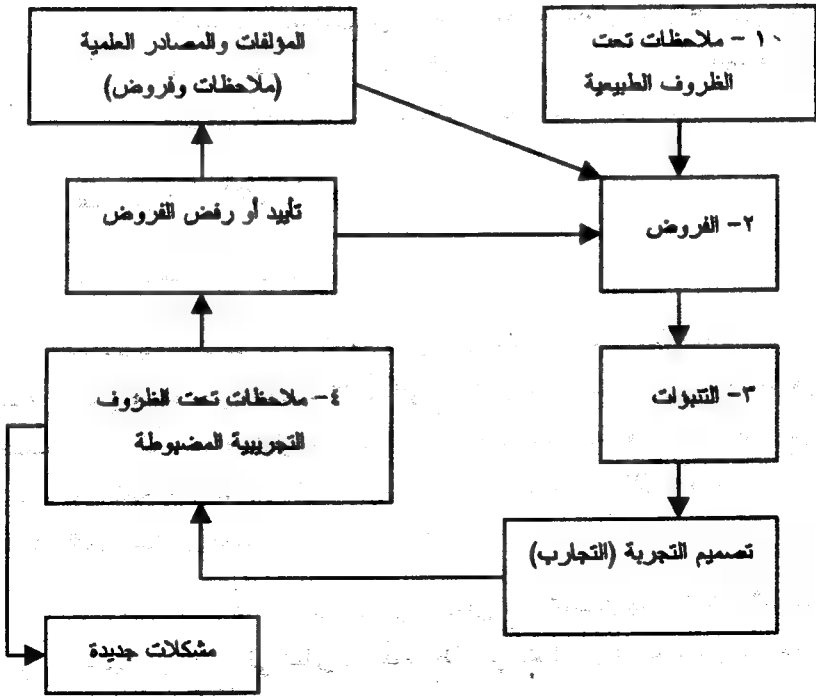 ١٠ - ملاحظات تحت
الظروف الطبيعية
المؤلفات والمصادر العلمية
(ملاحظات وفروض)
٢- الفروض
تأييد أو رفض الفروض
٣- التنبؤات
٤- ملاحظات تحت الظروف
التجريبية المضبوطة
تصميم التجربة (التجارب)
مشكلات جديدة